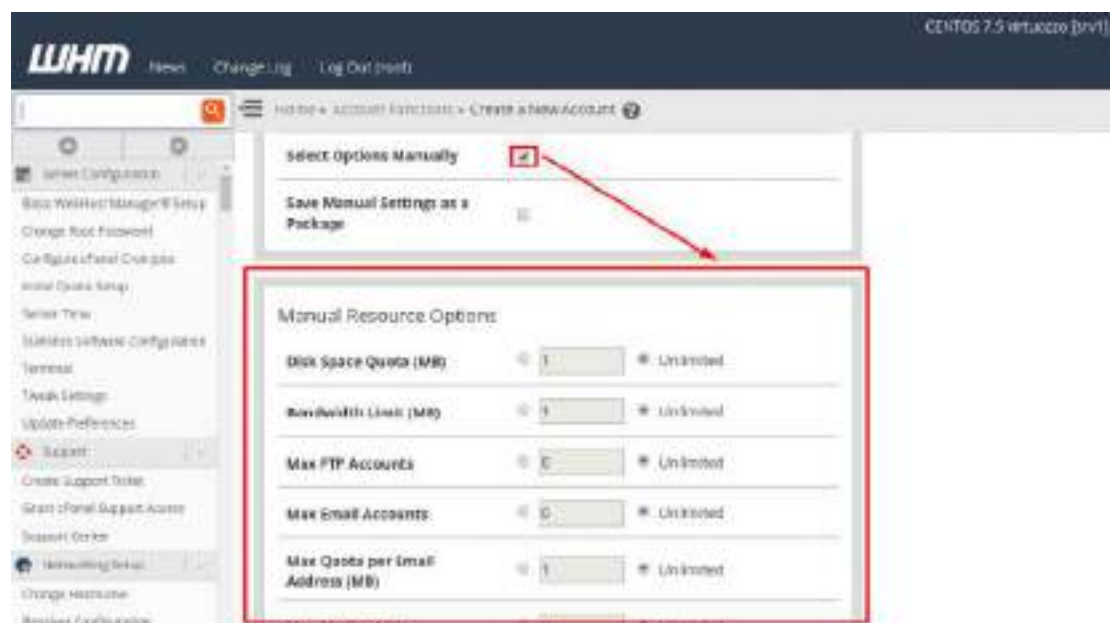 CENTOS 7.5 virtuozzo [srv1]
WHM News Change Log Log Out (root)
Home » Account Functions » Create a New Account
Select Options Manually
Server Configuration
Basic WebHost Manager® Setup
Save Manual Settings as a
Package
Change Root Password
Configure cPanel Cron Jobs
Initial Quota Setup
Manual Resource Options
Server Time
Statistics Software Configuration
Disk Space Quota (MB) 1 Unlimited
Terminal
Tweak Settings
Bandwidth Limit (MB) 1 Unlimited
Update Preferences
Support
Max FTP Accounts 0 Unlimited
Create Support Ticket
Grant cPanel Support Access
Max Email Accounts 0 Unlimited
Support Center
Networking Setup
Max Quota per Email
Address (MB) 1 Unlimited
Change Hostname